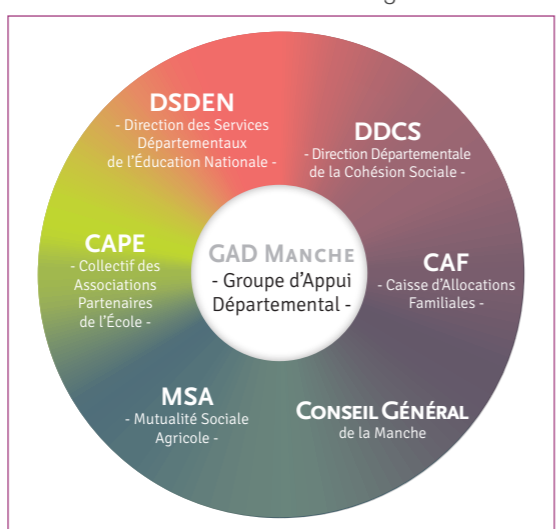 DSDEN
- Direction des Services
Départementaux
de l'Éducation Nationale -
DDCS
- Direction Départementale
de la Cohésion Sociale -
CAPE
- Collectif des
Associations
Partenaires
de l'École -
GAD MANCHE
- Groupe d'Appui
Départemental -
CAF
- Caisse d'Allocations
Familiales -
MSA
- Mutualité Sociale
Agricole -
CONSEIL GÉNÉRAL
de la Manche